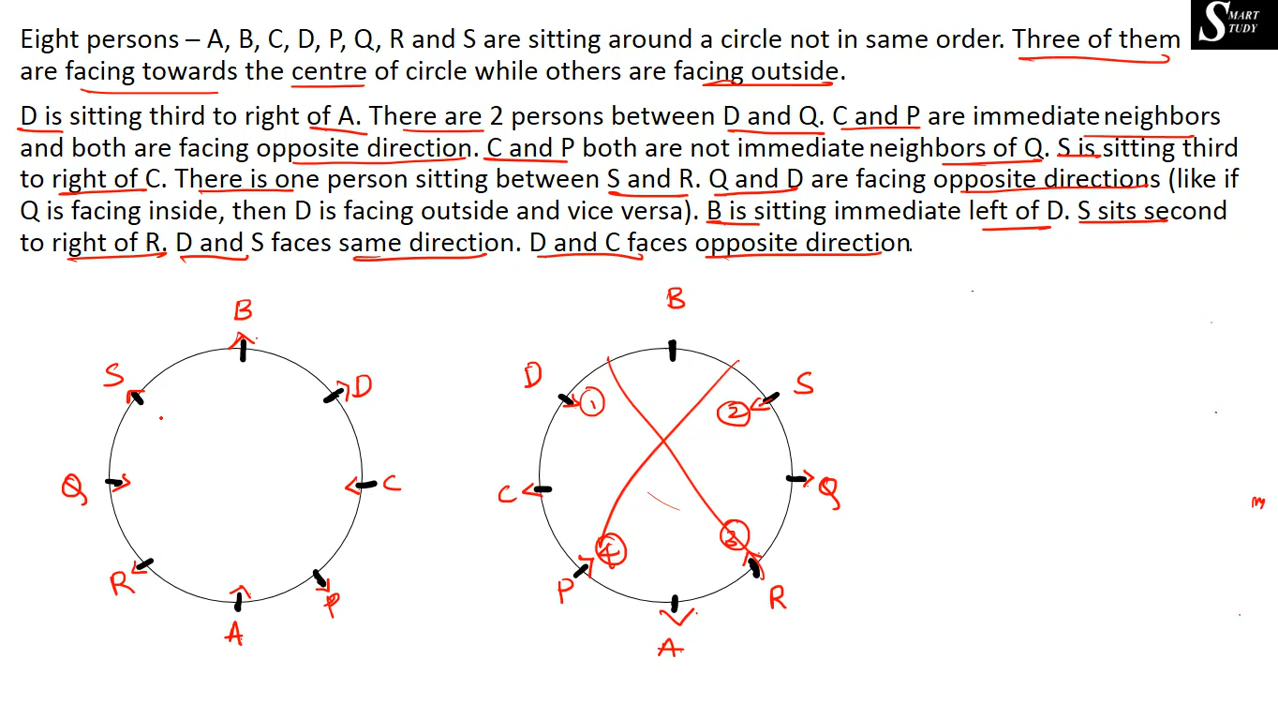 SMART
STUDY
Eight persons – A, B, C, D, P, Q, R and S are sitting around a circle not in same order. Three of them
are facing towards the centre of circle while others are facing outside.
D is sitting third to right of A. There are 2 persons between D and Q. C and P are immediate neighbors
and both are facing opposite direction. C and P both are not immediate neighbors of Q. S is sitting third
to right of C. There is one person sitting between S and R. Q and D are facing opposite directions (like if
Q is facing inside, then D is facing outside and vice versa). B is sitting immediate left of D. S sits second
to right of R. D and S faces same direction. D and C faces opposite direction.
B
S
D
Q
C
R
P
A
B
D
S
1
2
C
Q
4
3
P
R
A